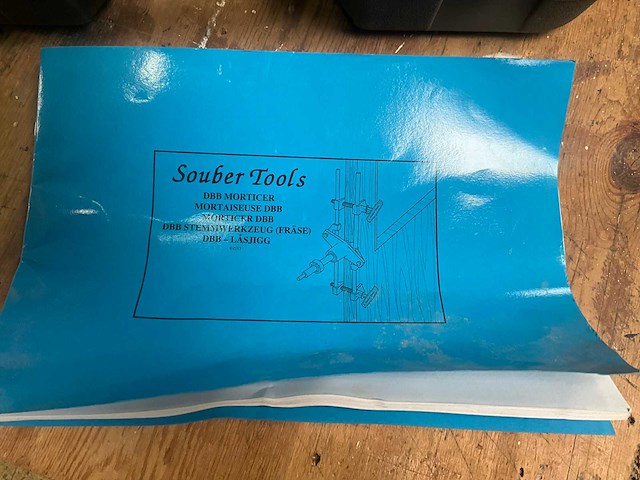 Souber Tools
DBB MORTICER
MORTAISEUSE DBB
MORTICER DBB
DBB STEMMWERKZEUG (FRÄSE)
DBB – LÅSJIGG